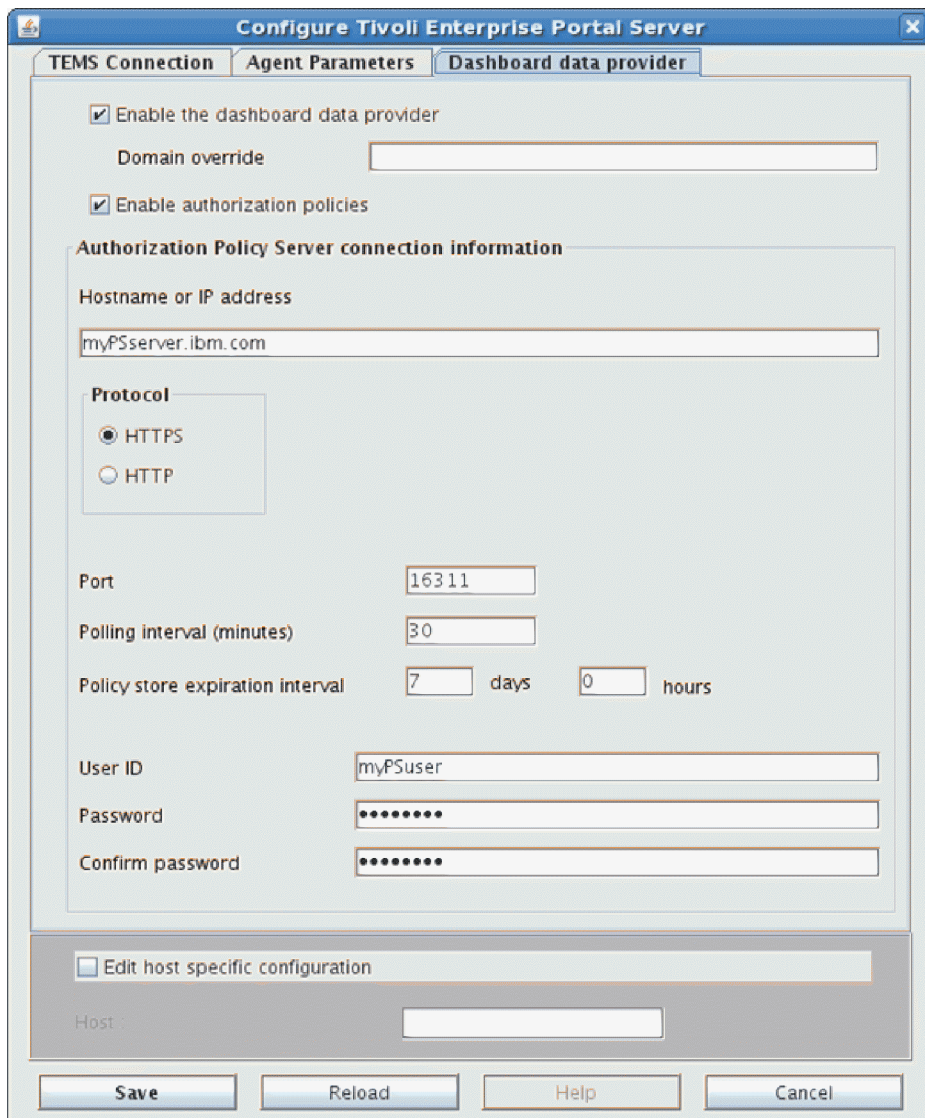 Configure Tivoli Enterprise Portal Server
TEMS Connection Agent Parameters Dashboard data provider
Enable the dashboard data provider
Domain override
Enable authorization policies
Authorization Policy Server connection information
Hostname or IP address
myPSserver.ibm.com
Protocol
HTTPS
HTTP
Port 16311
Polling interval (minutes) 30
Policy store expiration interval 7 days 0 hours
User ID myPSuser
Password ••••••••
Confirm password ••••••••
Edit host specific configuration
Host :
Save Reload Help Cancel